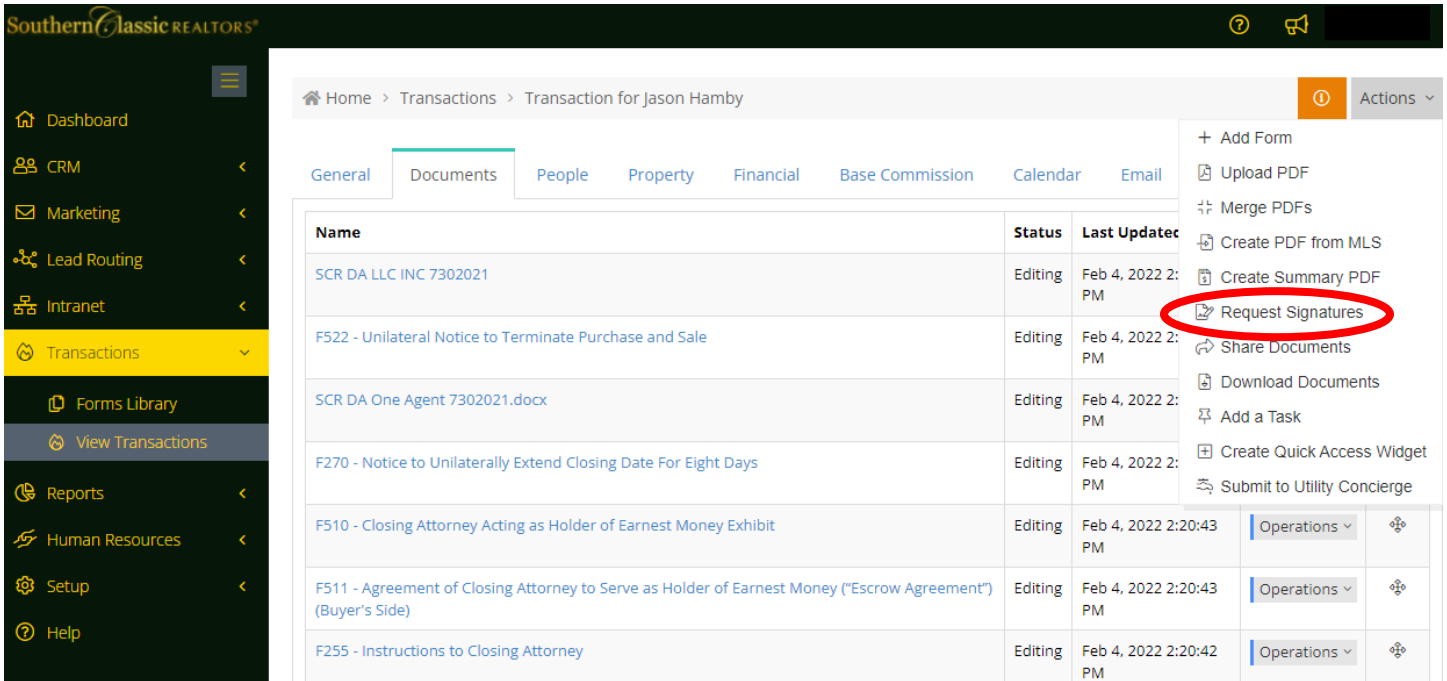 Southern Classic REALTORS®
Dashboard
CRM
Marketing
Lead Routing
Intranet
Transactions
Forms Library
View Transactions
Reports
Human Resources
Setup
Help
Home > Transactions > Transaction for Jason Hamby
Actions
General Documents People Property Financial Base Commission Calendar Email
+ Add Form
Upload PDF
Merge PDFs
Create PDF from MLS
Create Summary PDF
Request Signatures
Share Documents
Download Documents
Add a Task
Create Quick Access Widget
Submit to Utility Concierge
Name Status Last Updated
SCR DA LLC INC 7302021 Editing Feb 4, 2022 2:
PM
F522 - Unilateral Notice to Terminate Purchase and Sale Editing Feb 4, 2022 2:
PM
SCR DA One Agent 7302021.docx Editing Feb 4, 2022 2:
PM
F270 - Notice to Unilaterally Extend Closing Date For Eight Days Editing Feb 4, 2022 2:
PM
F510 - Closing Attorney Acting as Holder of Earnest Money Exhibit Editing Feb 4, 2022 2:20:43 Operations
PM
F511 - Agreement of Closing Attorney to Serve as Holder of Earnest Money ("Escrow Agreement") Editing Feb 4, 2022 2:20:43 Operations
(Buyer's Side) PM
F255 - Instructions to Closing Attorney Editing Feb 4, 2022 2:20:42 Operations
PM